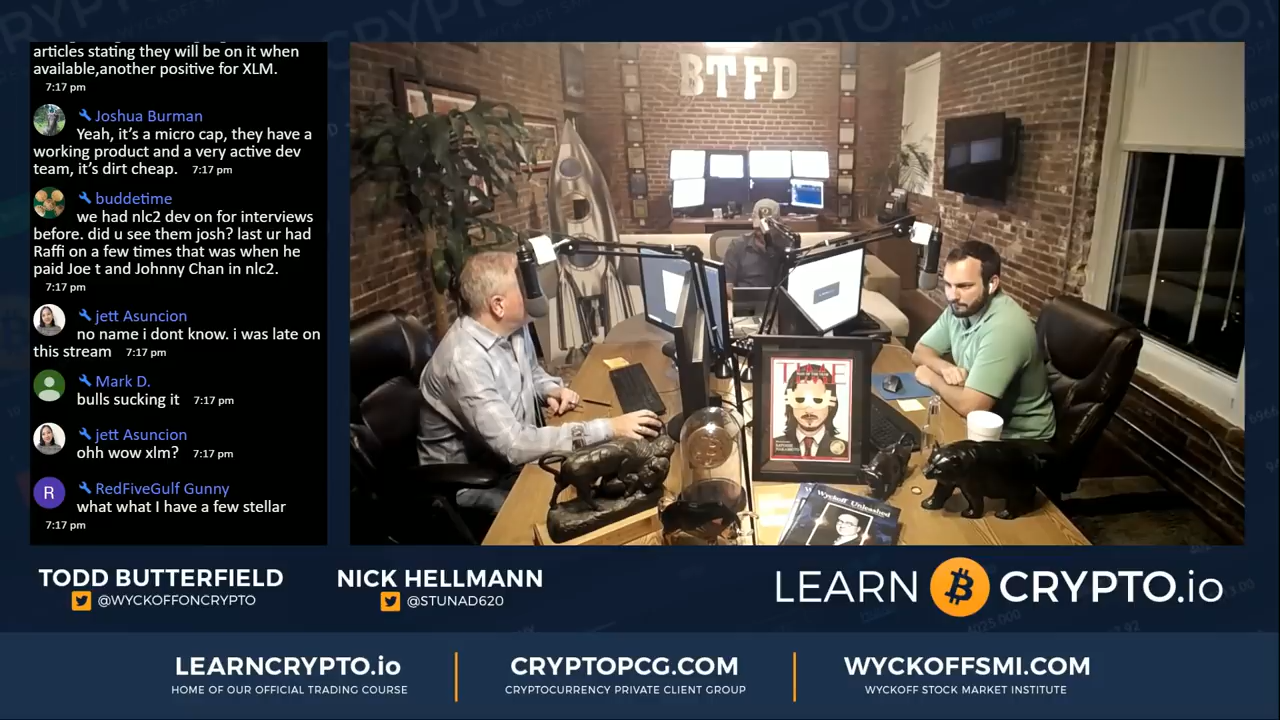 articles stating they will be on it when
available,another positive for XLM.
7:17 pm
Joshua Burman
Yeah, it's a micro cap, they have a
working product and a very active dev
team, it's dirt cheap. 7:17 pm
buddetime
we had nlc2 dev on for interviews
before. did u see them josh? last ur had
Raffi on a few times that was when he
paid Joe t and Johnny Chan in nlc2.
7:17 pm
jett Asuncion
no name i dont know. i was late on
this stream 7:17 pm
Mark D.
bulls sucking it 7:17 pm
jett Asuncion
ohh wow xlm? 7:17 pm
R
RedFiveGulf Gunny
what what I have a few stellar
7:17 pm
BTFD
TIME
Wyckoff Unleashed
TODD BUTTERFIELD
@WYCKOFFONCRYPTO
NICK HELLMANN
@STUNAD620
LEARN CRYPTO.io
LEARNCRYPTO.io
HOME OF OUR OFFICIAL TRADING COURSE
CRYPTOPCG.COM
CRYPTOCURRENCY PRIVATE CLIENT GROUP
WYCKOFFSMI.COM
WYCKOFF STOCK MARKET INSTITUTE